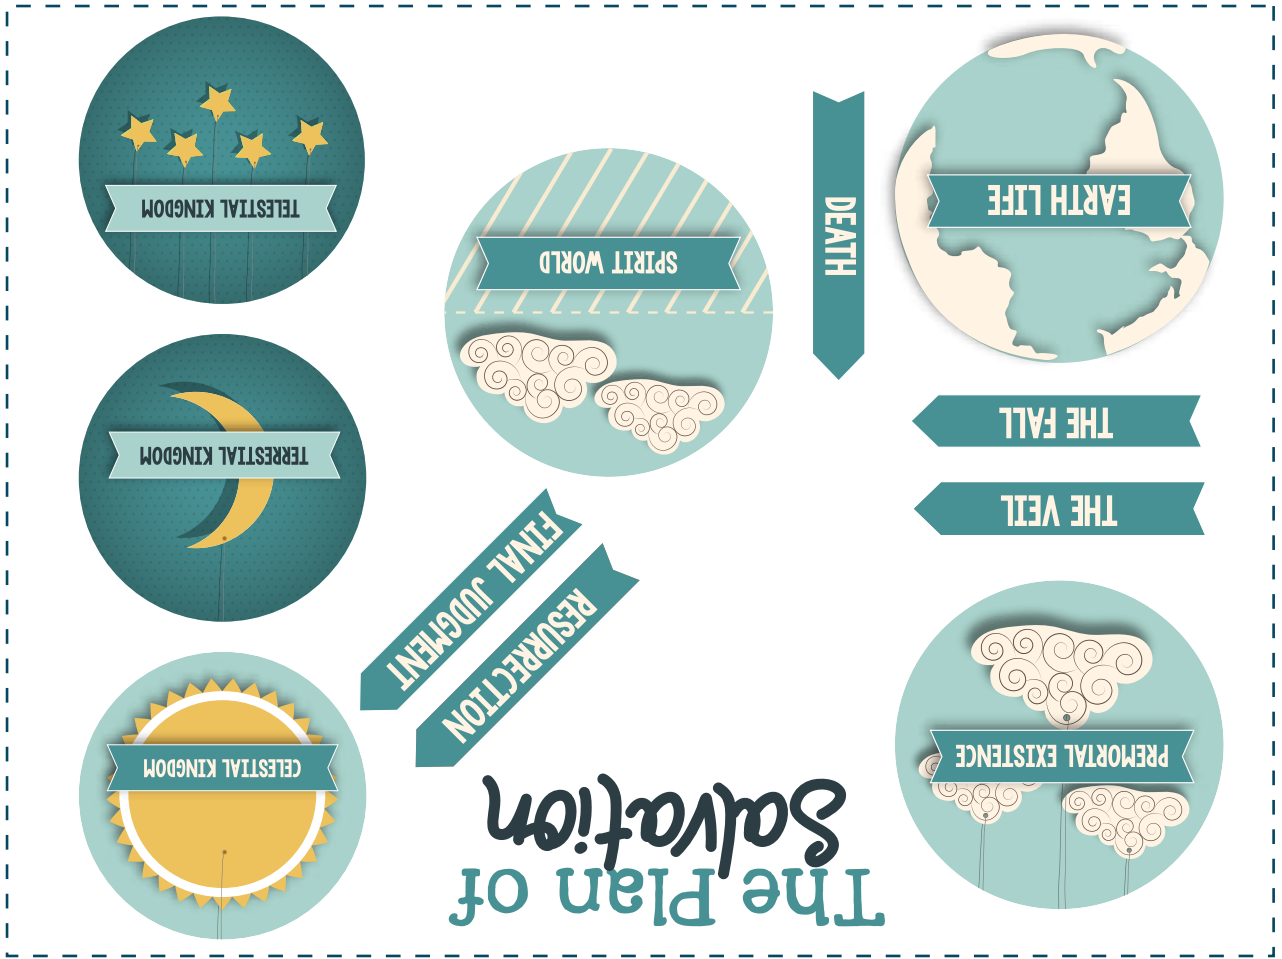 The Plan of
Salvation
PREMORTAL EXISTENCE
THE VEIL
THE FALL
EARTH LIFE
DEATH
SPIRIT WORLD
RESURRECTION
FINAL JUDGMENT
CELESTIAL KINGDOM
TERRESTIAL KINGDOM
TELESTIAL KINGDOM